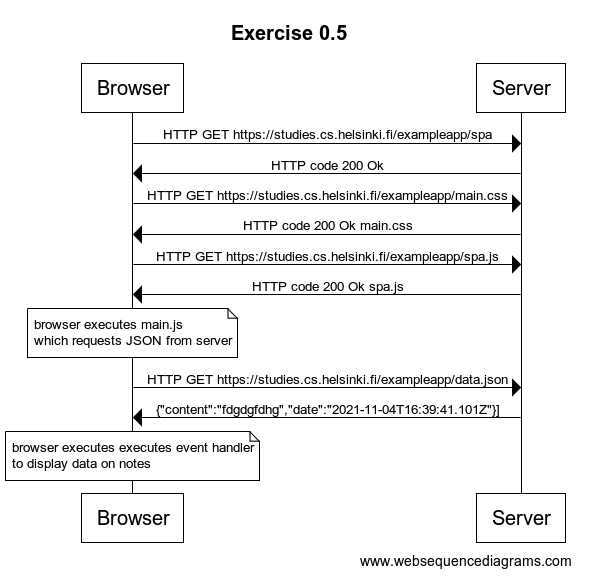 Exercise 0.5
Browser
Server
HTTP GET https://studies.cs.helsinki.fi/exampleapp/spa
HTTP code 200 Ok
HTTP GET https://studies.cs.helsinki.fi/exampleapp/main.css
HTTP code 200 Ok main.css
HTTP GET https://studies.cs.helsinki.fi/exampleapp/spa.js
HTTP code 200 Ok spa.js
browser executes main.js
which requests JSON from server
HTTP GET https://studies.cs.helsinki.fi/exampleapp/data.json
{"content":"fdgdgfdhg","date":"2021-11-04T16:39:41.101Z"}]
browser executes executes event handler
to display data on notes
Browser
Server
www.websequencediagrams.com